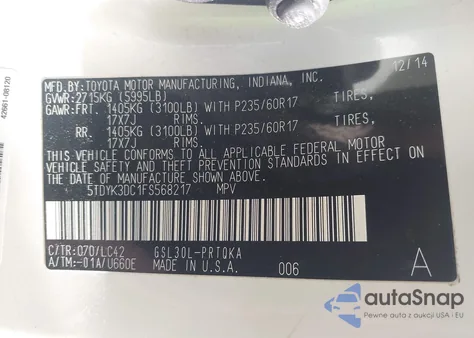 42661-08120
MFD.BY:TOYOTA MOTOR MANUFACTURING, INDIANA, INC. 12/14
GVWR:2715KG (5995LB)
GAWR:FRT. 1405KG (3100LB) WITH P235/60R17 TIRES,
17X7J RIMS.
RR. 1405KG (3100LB) WITH P235/60R17 TIRES,
17X7J RIMS.
THIS VEHICLE CONFORMS TO ALL APPLICABLE FEDERAL MOTOR
VEHICLE SAFETY AND THEFT PREVENTION STANDARDS IN EFFECT ON
THE DATE OF MANUFACTURE SHOWN ABOVE.
5TDYK3DC1FS568217 MPV
C/TR:070/LC42 GSL30L-PRTQKA
A/TM:-01A/U660E MADE IN U.S.A. 006 A
autoSnap
Pewne auta z aukcji USA i EU